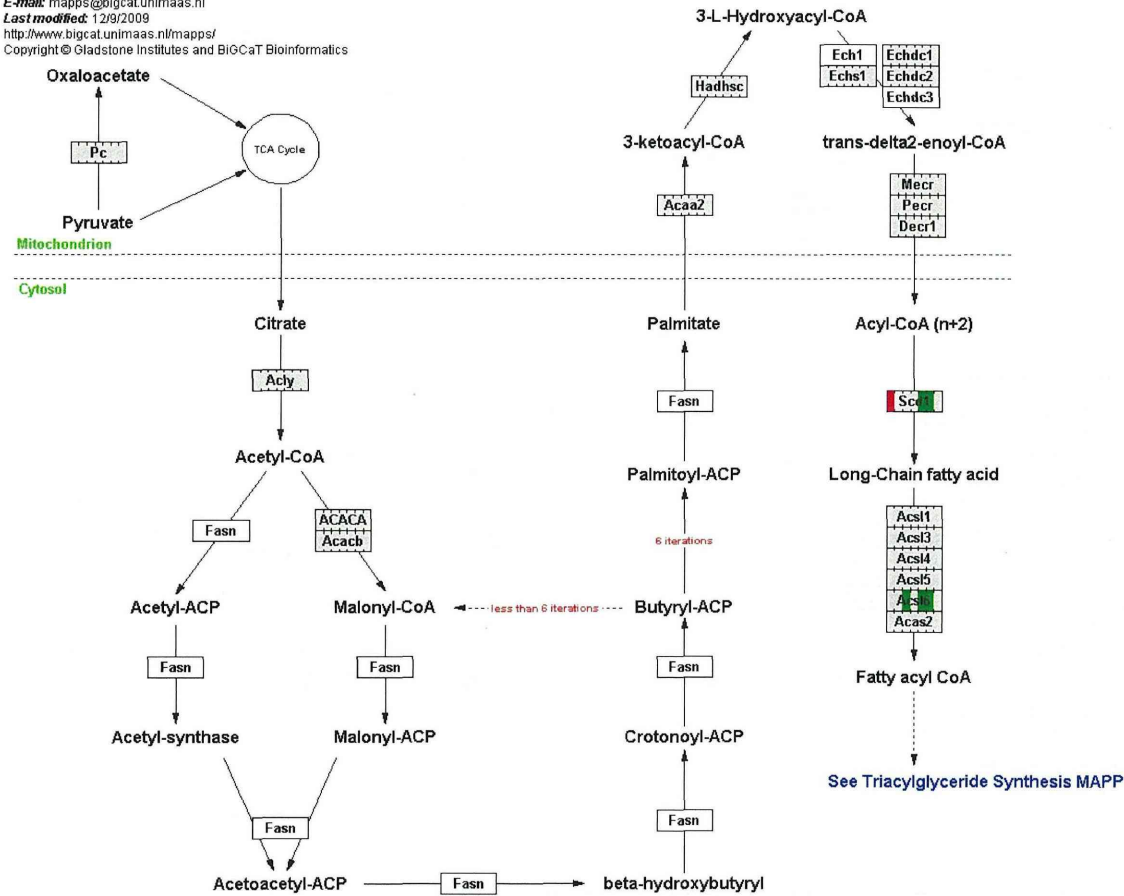 E-mail: mapps@bigcat.unimaas.nl
Last modified: 12/9/2009
http://www.bigcat.unimaas.nl/mapps/
Copyright © Gladstone Institutes and BiGCaT Bioinformatics
Oxaloacetate
Pc
TCA Cycle
Pyruvate
Mitochondrion
Cytosol
Citrate
Acly
Acetyl-CoA
Fasn
ACACA
Acacb
Acetyl-ACP
Malonyl-CoA
less than 6 iterations
Butyryl-ACP
Fasn
Fasn
Acetyl-synthase
Malonyl-ACP
Fasn
Acetoacetyl-ACP
Fasn
beta-hydroxybutyryl
Fasn
Crotonoyl-ACP
Fasn
6 iterations
Palmitoyl-ACP
Fasn
Palmitate
Acaa2
3-ketoacyl-CoA
Hadhsc
3-L-Hydroxyacyl-CoA
Ech1
Echs1
Echdc1
Echdc2
Echdc3
trans-delta2-enoyl-CoA
Mecr
Pecr
Decr1
Acyl-CoA (n+2)
Scd1
Long-Chain fatty acid
Acsl1
Acsl3
Acsl4
Acsl5
Acsl6
Acas2
Fatty acyl CoA
See Triacylglyceride Synthesis MAPP